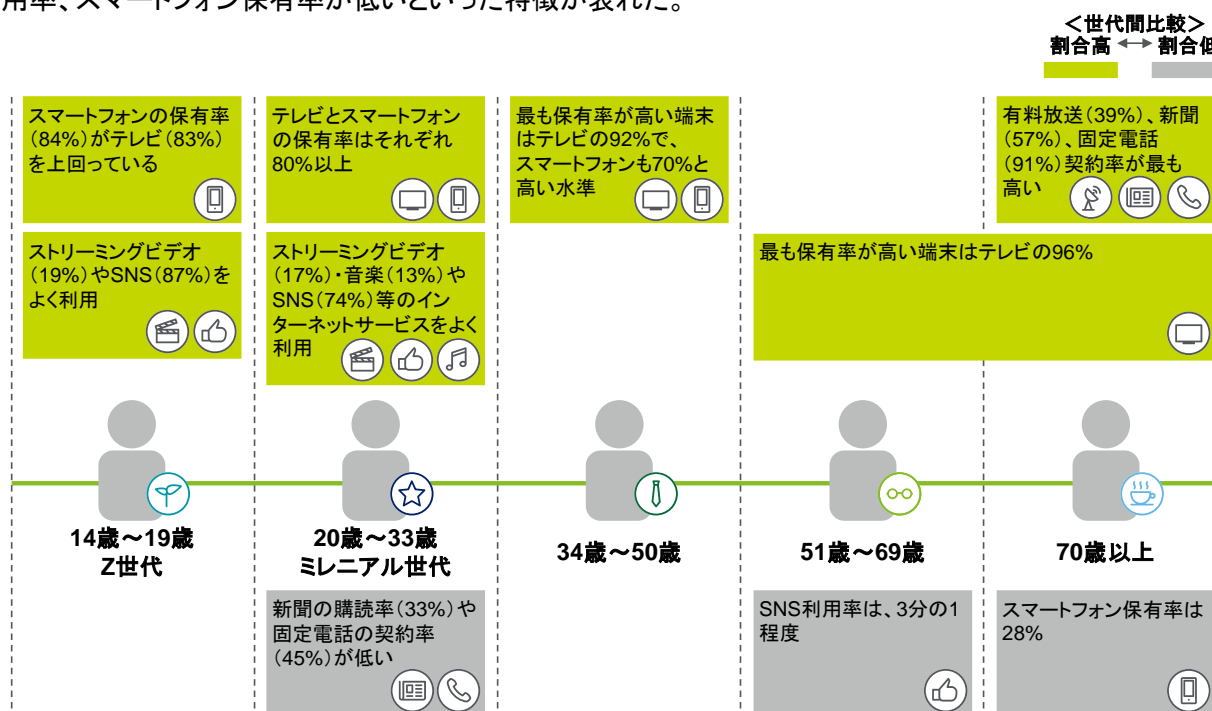 用率、スマートフォン保有率が低いといった特徴が表れた。
＜世代間比較＞
割合高 ⟷ 割合低
スマートフォンの保有率
（84%）がテレビ（83%）
を上回っている
テレビとスマートフォン
の保有率はそれぞれ
80%以上
最も保有率が高い端末
はテレビの92%で、
スマートフォンも70%と
高い水準
有料放送（39%）、新聞
（57%）、固定電話
（91%）契約率が最も
高い
ストリーミングビデオ
（19%）やSNS（87%）を
よく利用
ストリーミングビデオ
（17%）・音楽（13%）や
SNS（74%）等のイン
ターネットサービスをよく
利用
最も保有率が高い端末はテレビの96%
14歳～19歳
Z世代
20歳～33歳
ミレニアル世代
34歳～50歳
51歳～69歳
70歳以上
新聞の購読率（33%）や
固定電話の契約率
（45%）が低い
SNS利用率は、3分の1
程度
スマートフォン保有率は
28%